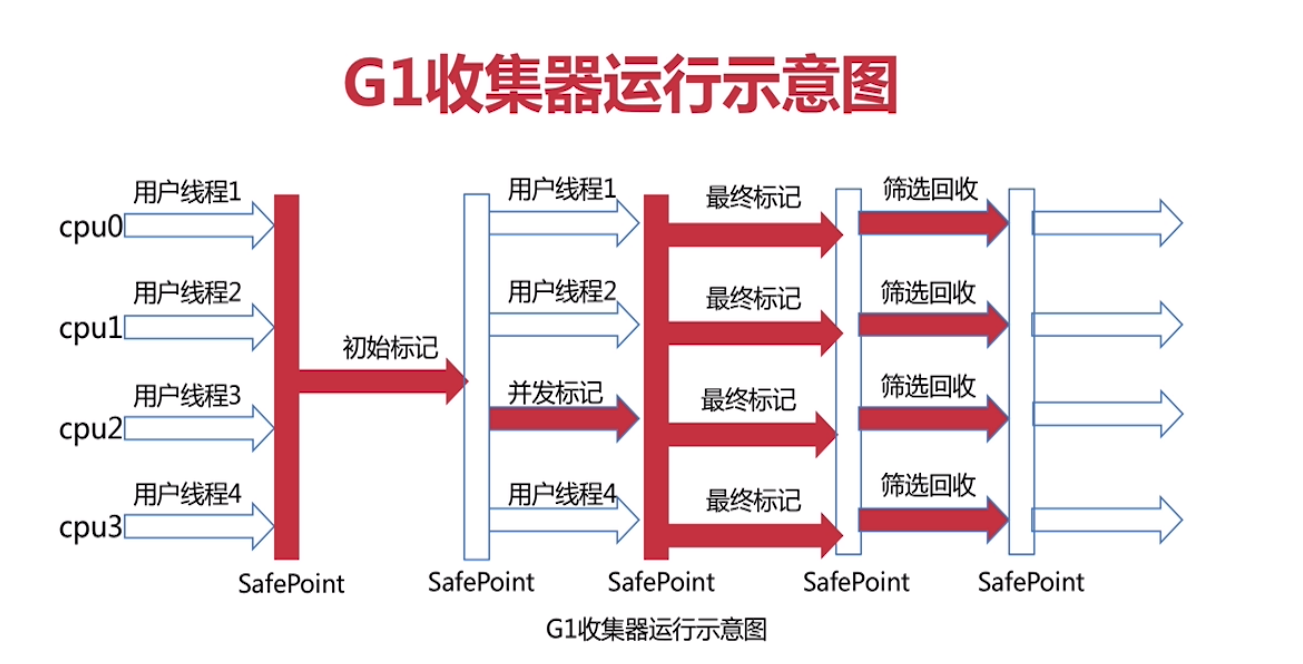 G1收集器运行示意图
用户线程1 用户线程1 最终标记 筛选回收
cpu0
用户线程2 用户线程2 最终标记 筛选回收
cpu1
初始标记
用户线程3 并发标记 最终标记 筛选回收
cpu2
用户线程4 用户线程4 最终标记 筛选回收
cpu3
SafePoint SafePoint SafePoint SafePoint SafePoint
G1收集器运行示意图